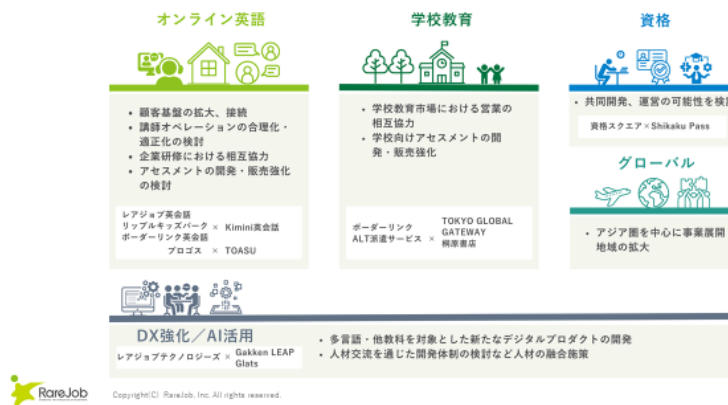 オンライン英語
・ 顧客基盤の拡大、接続
・ 講師オペレーションの合理化・
適正化の検討
・ 企業研修における相互協力
・ アセスメントの開発・販売強化
の検討
レアジョブ英会話
リップルキッズパーク × Kimini英会話
ボーダーリンク英会話
プロゴス × TOASU
学校教育
・ 学校教育市場における営業の
相互協力
・ 学校向けアセスメントの開
発・販売強化
ボーダーリンク
ALT派遣サービス ×
TOKYO GLOBAL
GATEWAY
桐原書店
資格
・ 共同開発、運営の可能性を検
資格スクエア×Shikaku Pass
グローバル
・ アジア圏を中心に事業展開
地域の拡大
DX強化／AI活用
レアジョブテクノロジーズ × Gakken LEAP
Glats
・ 多言語・他教科を対象とした新たなデジタルプロダクトの開発
・ 人材交流を通じた開発体制の検討など人材の融合施策
RareJob
Copyright(C) RareJob, Inc. All rights reserved.